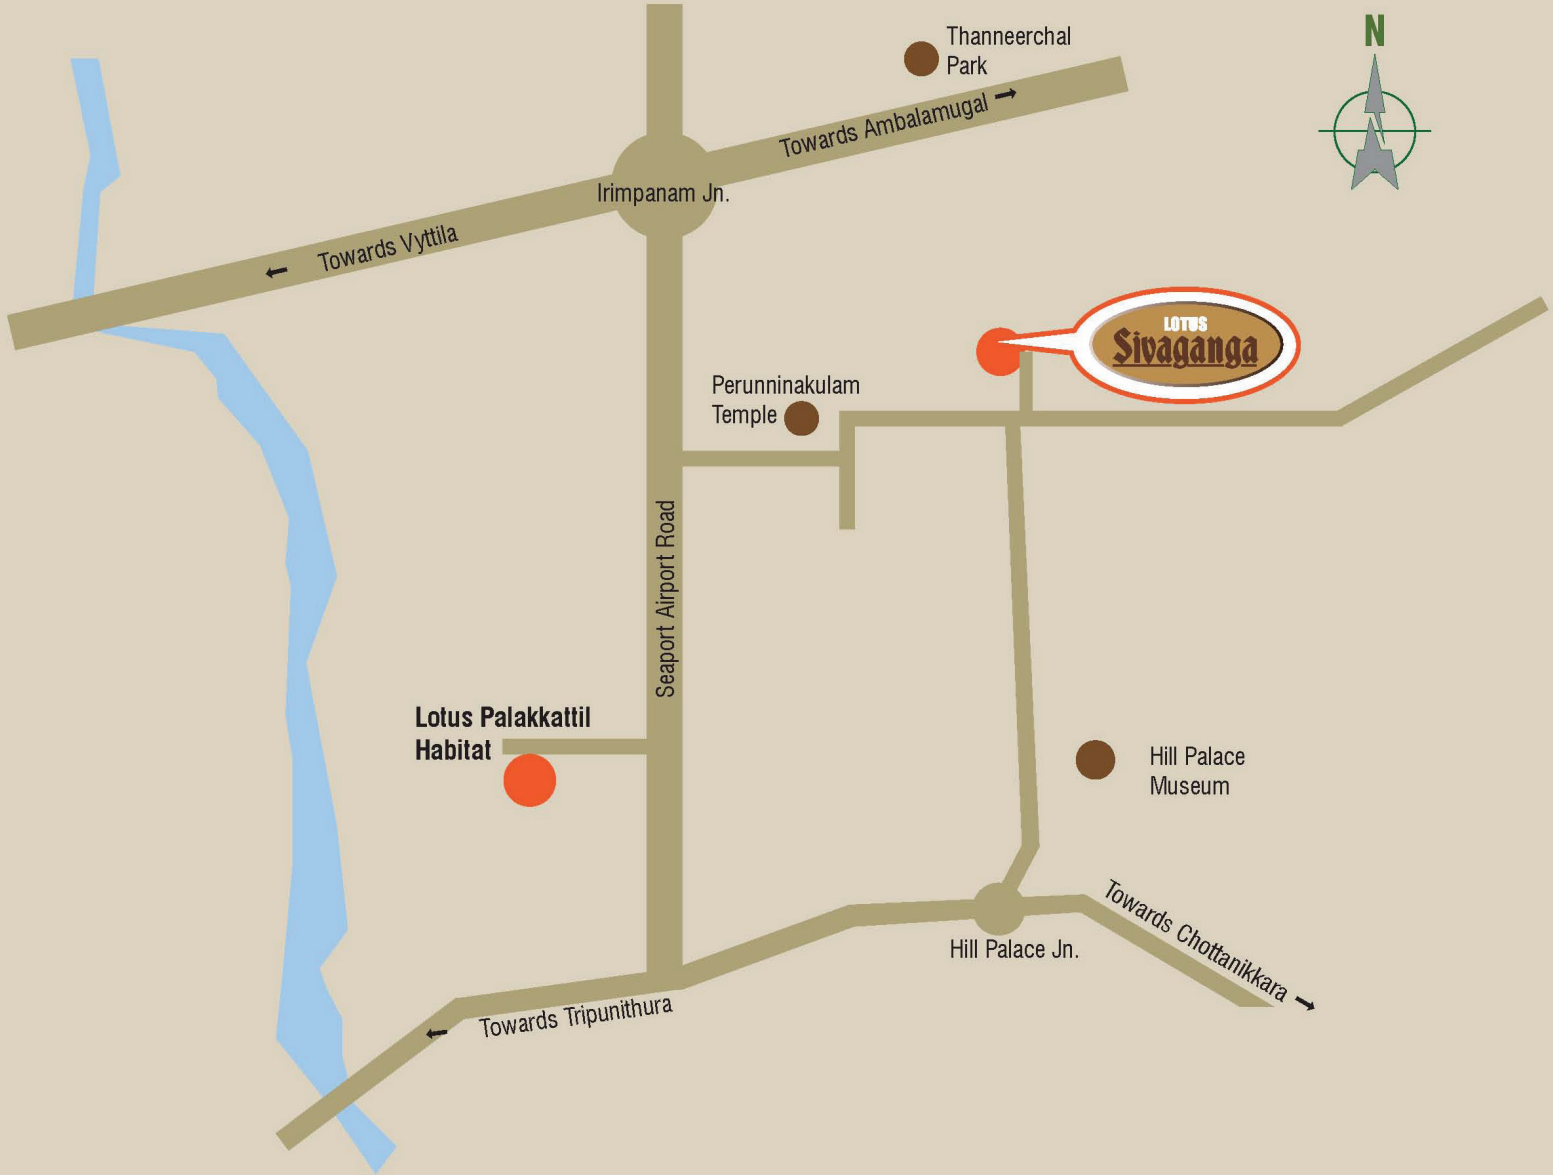 Thanneerchal
Park
N
Towards Ambalamugal
Irimpanam Jn.
Towards Vyttila
LOTUS
Sivaganga
Perunninakulam
Temple
Seaport Airport Road
Lotus Palakkattil
Habitat
Hill Palace
Museum
Towards Chottanikkara
Hill Palace Jn.
Towards Tripunithura